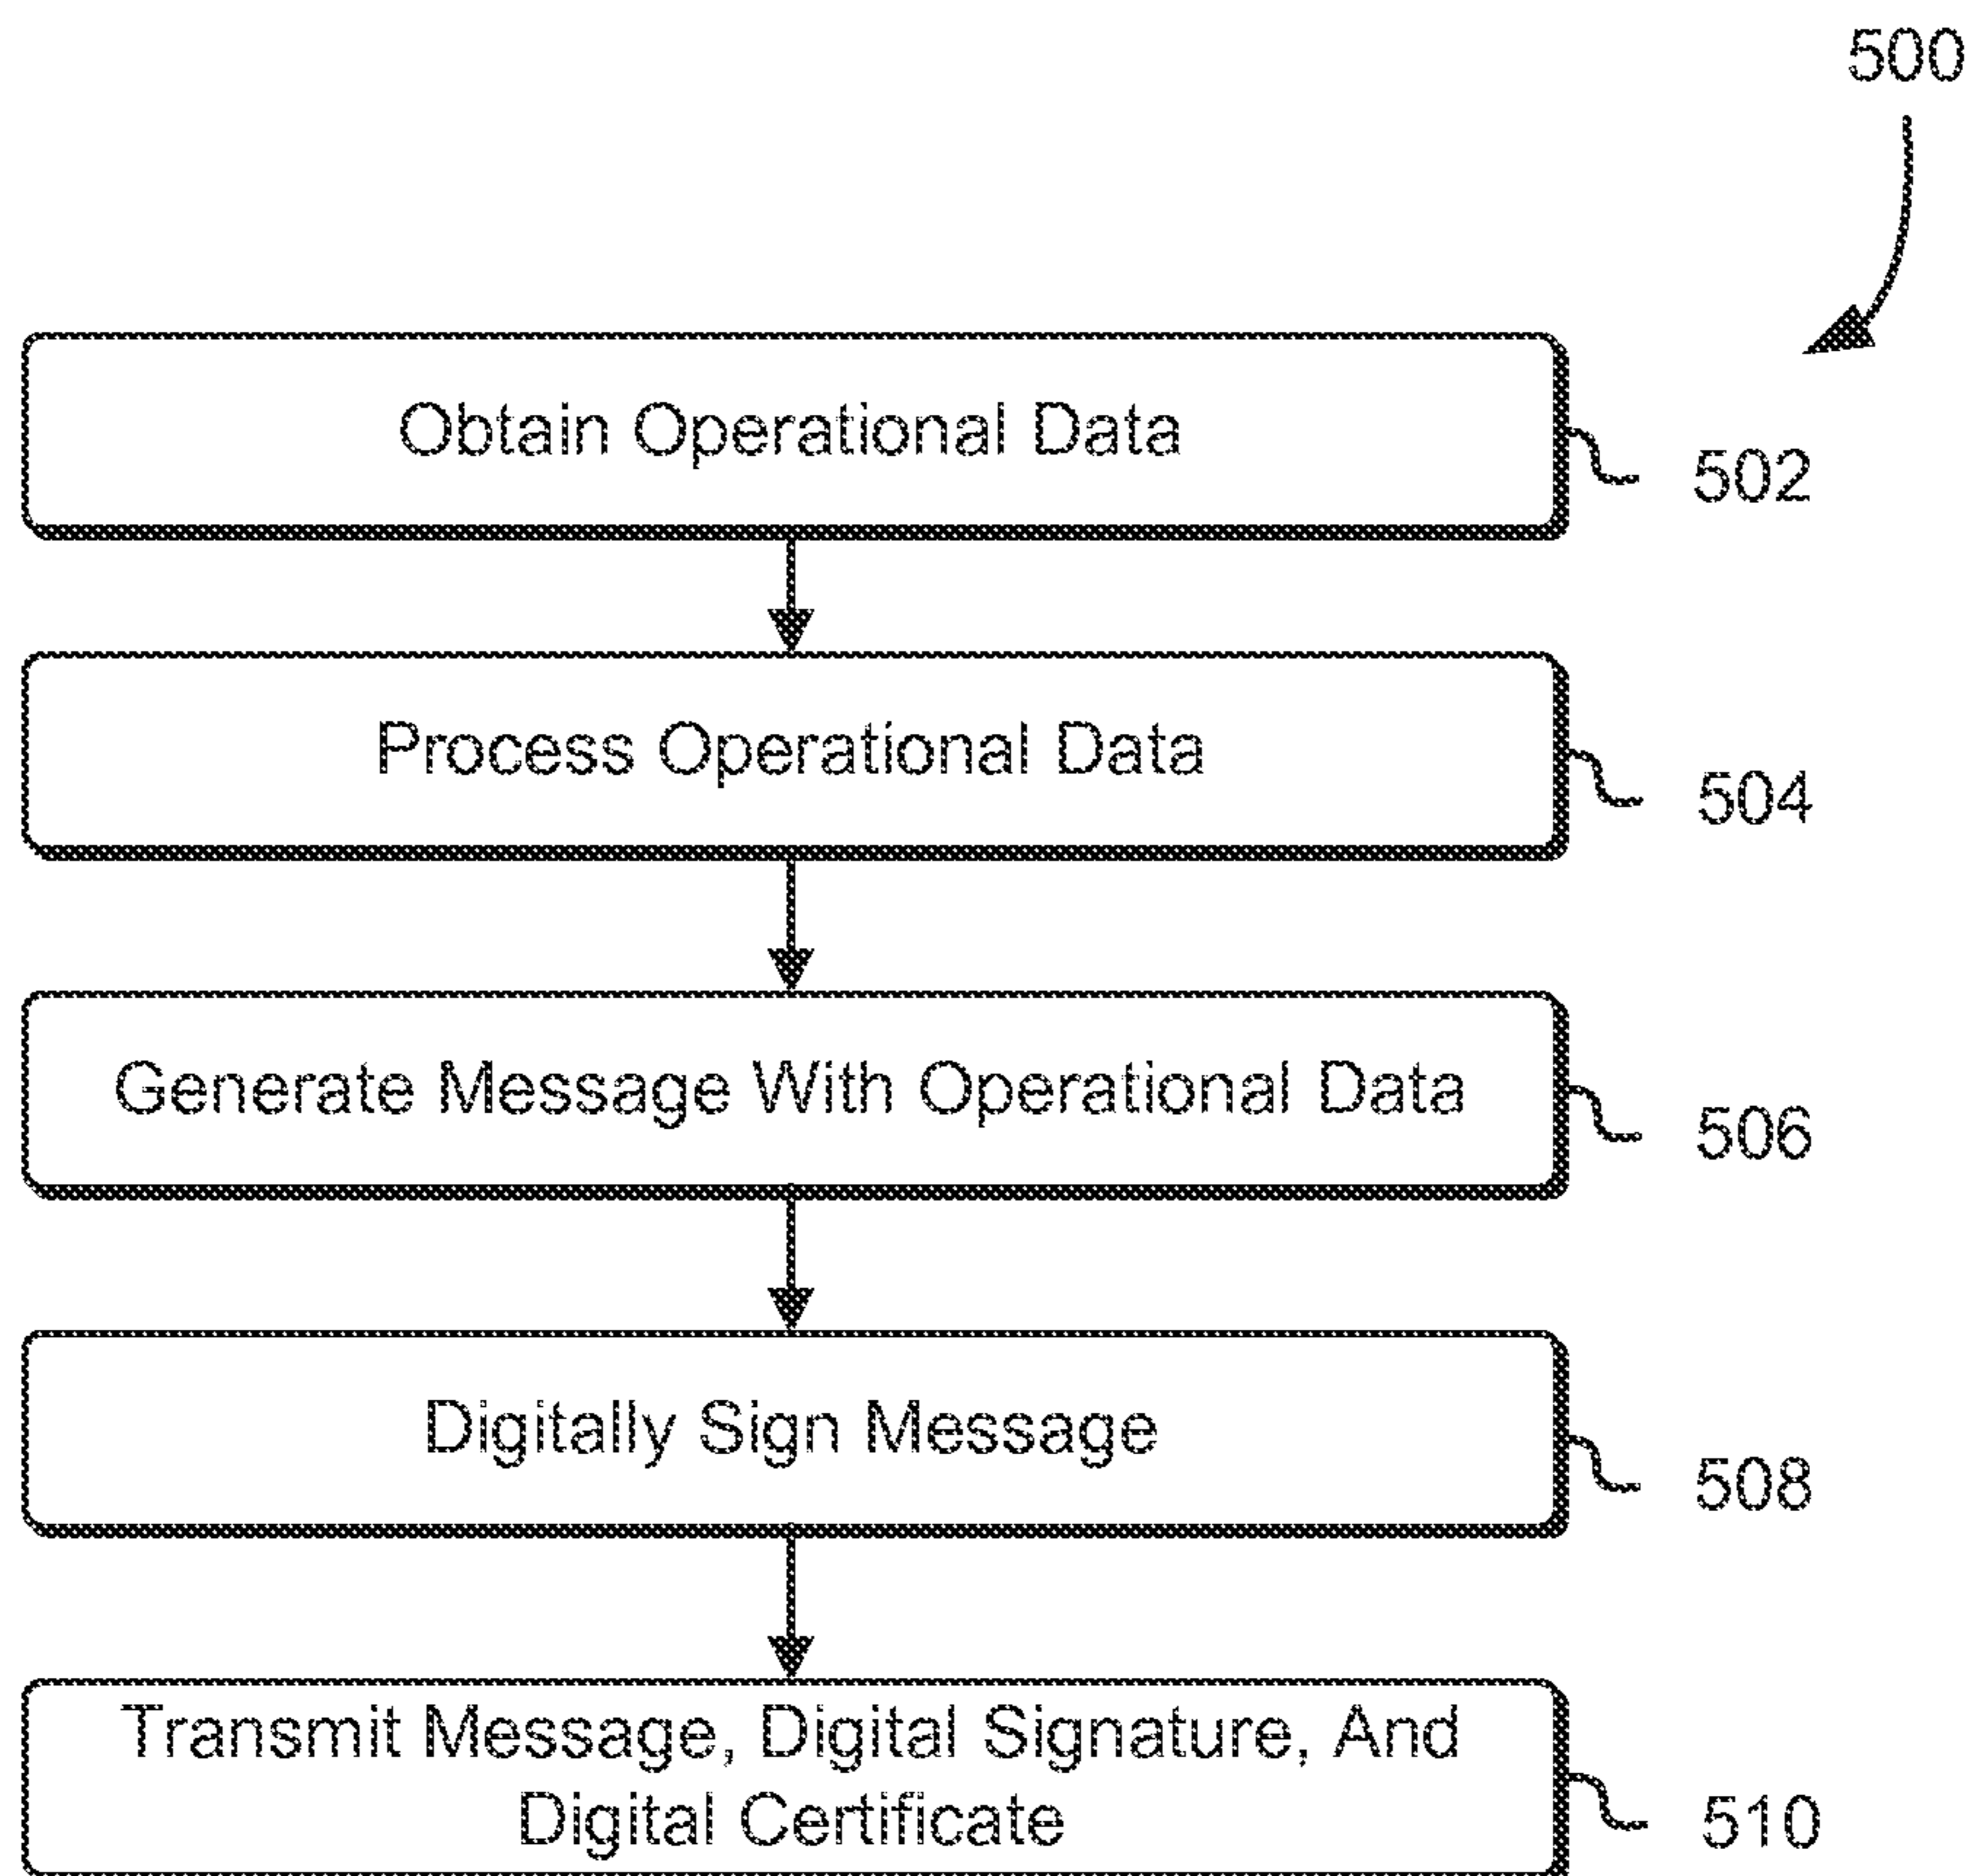 500
Obtain Operational Data
502
Process Operational Data
504
Generate Message With Operational Data
506
Digitally Sign Message
508
Transmit Message, Digital Signature, And
Digital Certificate
510